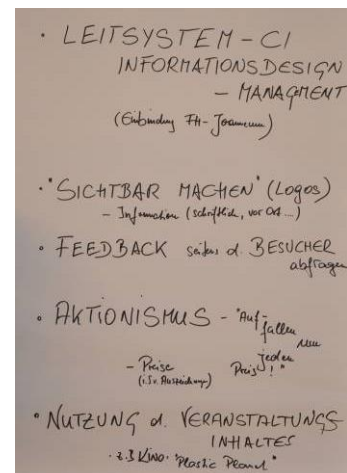 • LEITSYSTEM - CI
INFORMATIONSDESIGN
- MANAGMENT
(Einbindung FH - Joanneum)
• "SICHTBAR MACHEN" (Logos)
- Information (schriftlich, vor Ort ...)
• FEEDBACK seitens d. BESUCHER
abfragen
• AKTIONISMUS - "Auf-
fallen
um
jeden
Preis!"
- Preise
(i.S.v. Auszeichnung)
• NUTZUNG d. VERANSTALTUNGS
INHALTES
• z.B Kino: "Plastic Planet"